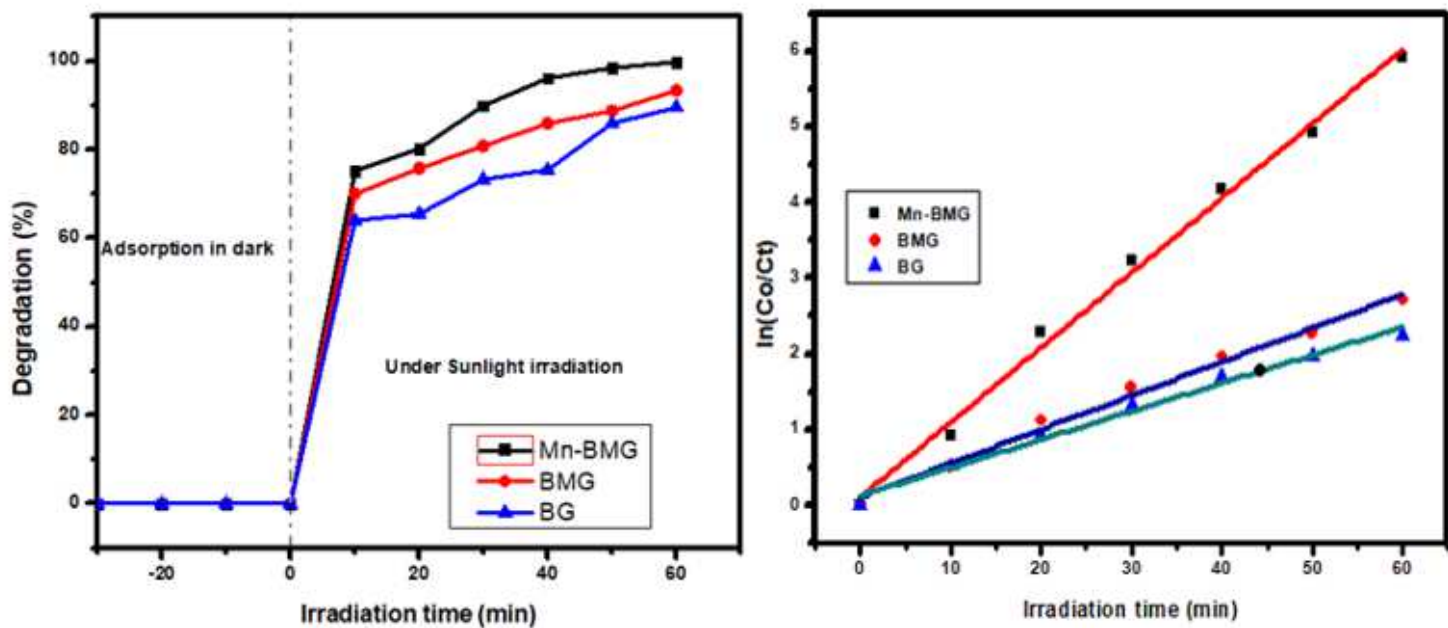 100
80
60
40
20
0
Degradation (%)
Adsorption in dark
Under Sunlight irradiation
Mn-BMG
BMG
BG
-20
0
20
40
60
Irradiation time (min)
6
5
4
3
2
1
0
ln(Co/Ct)
Mn-BMG
BMG
BG
0
10
20
30
40
50
60
Irradiation time (min)